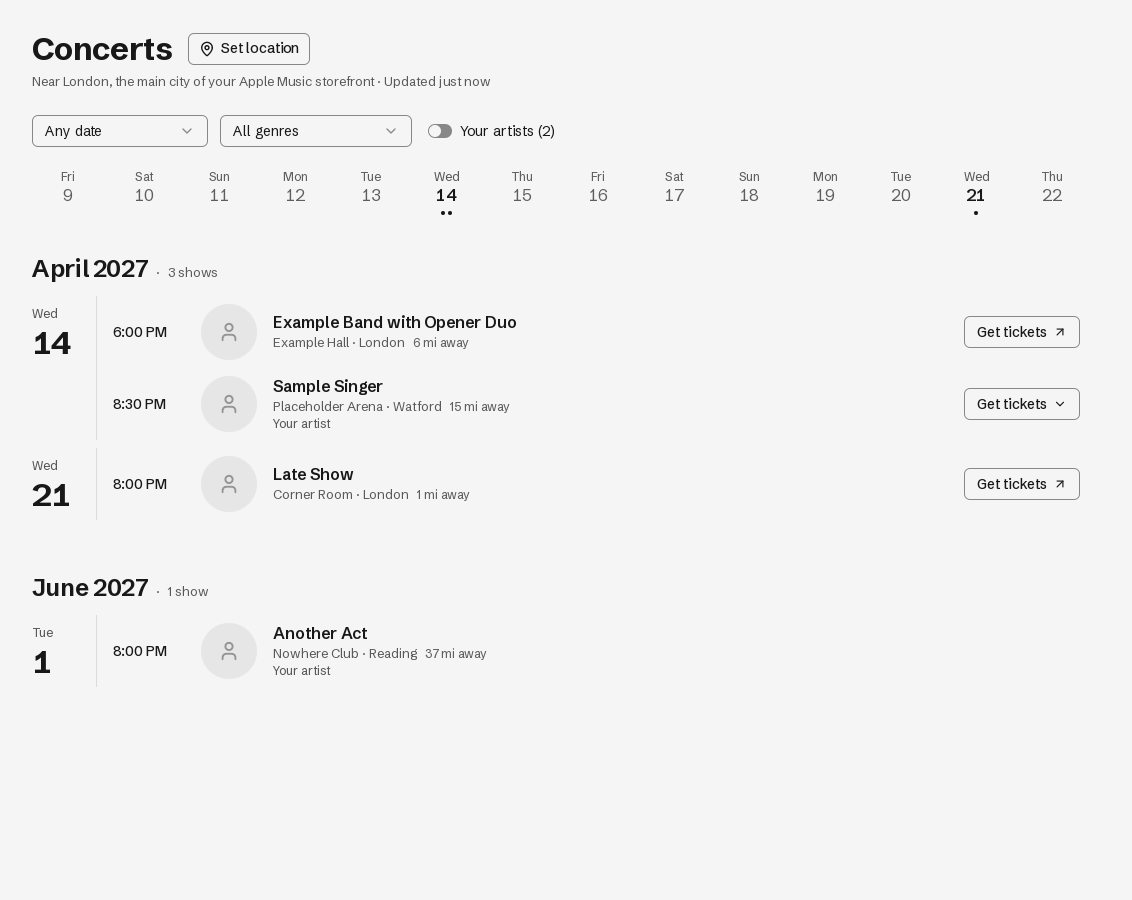 Concerts
Set location
Near London, the main city of your Apple Music storefront · Updated just now
Any date
All genres
Your artists (2)
Fri Sat Sun Mon Tue Wed Thu Fri Sat Sun Mon Tue Wed Thu
9 10 11 12 13 14 15 16 17 18 19 20 21 22
April 2027 · 3 shows
Wed
14
6:00 PM
Example Band with Opener Duo
Example Hall · London 6 mi away
Get tickets
8:30 PM
Sample Singer
Placeholder Arena · Watford 15 mi away
Your artist
Get tickets
Wed
21
8:00 PM
Late Show
Corner Room · London 1 mi away
Get tickets
June 2027 · 1 show
Tue
1
8:00 PM
Another Act
Nowhere Club · Reading 37 mi away
Your artist